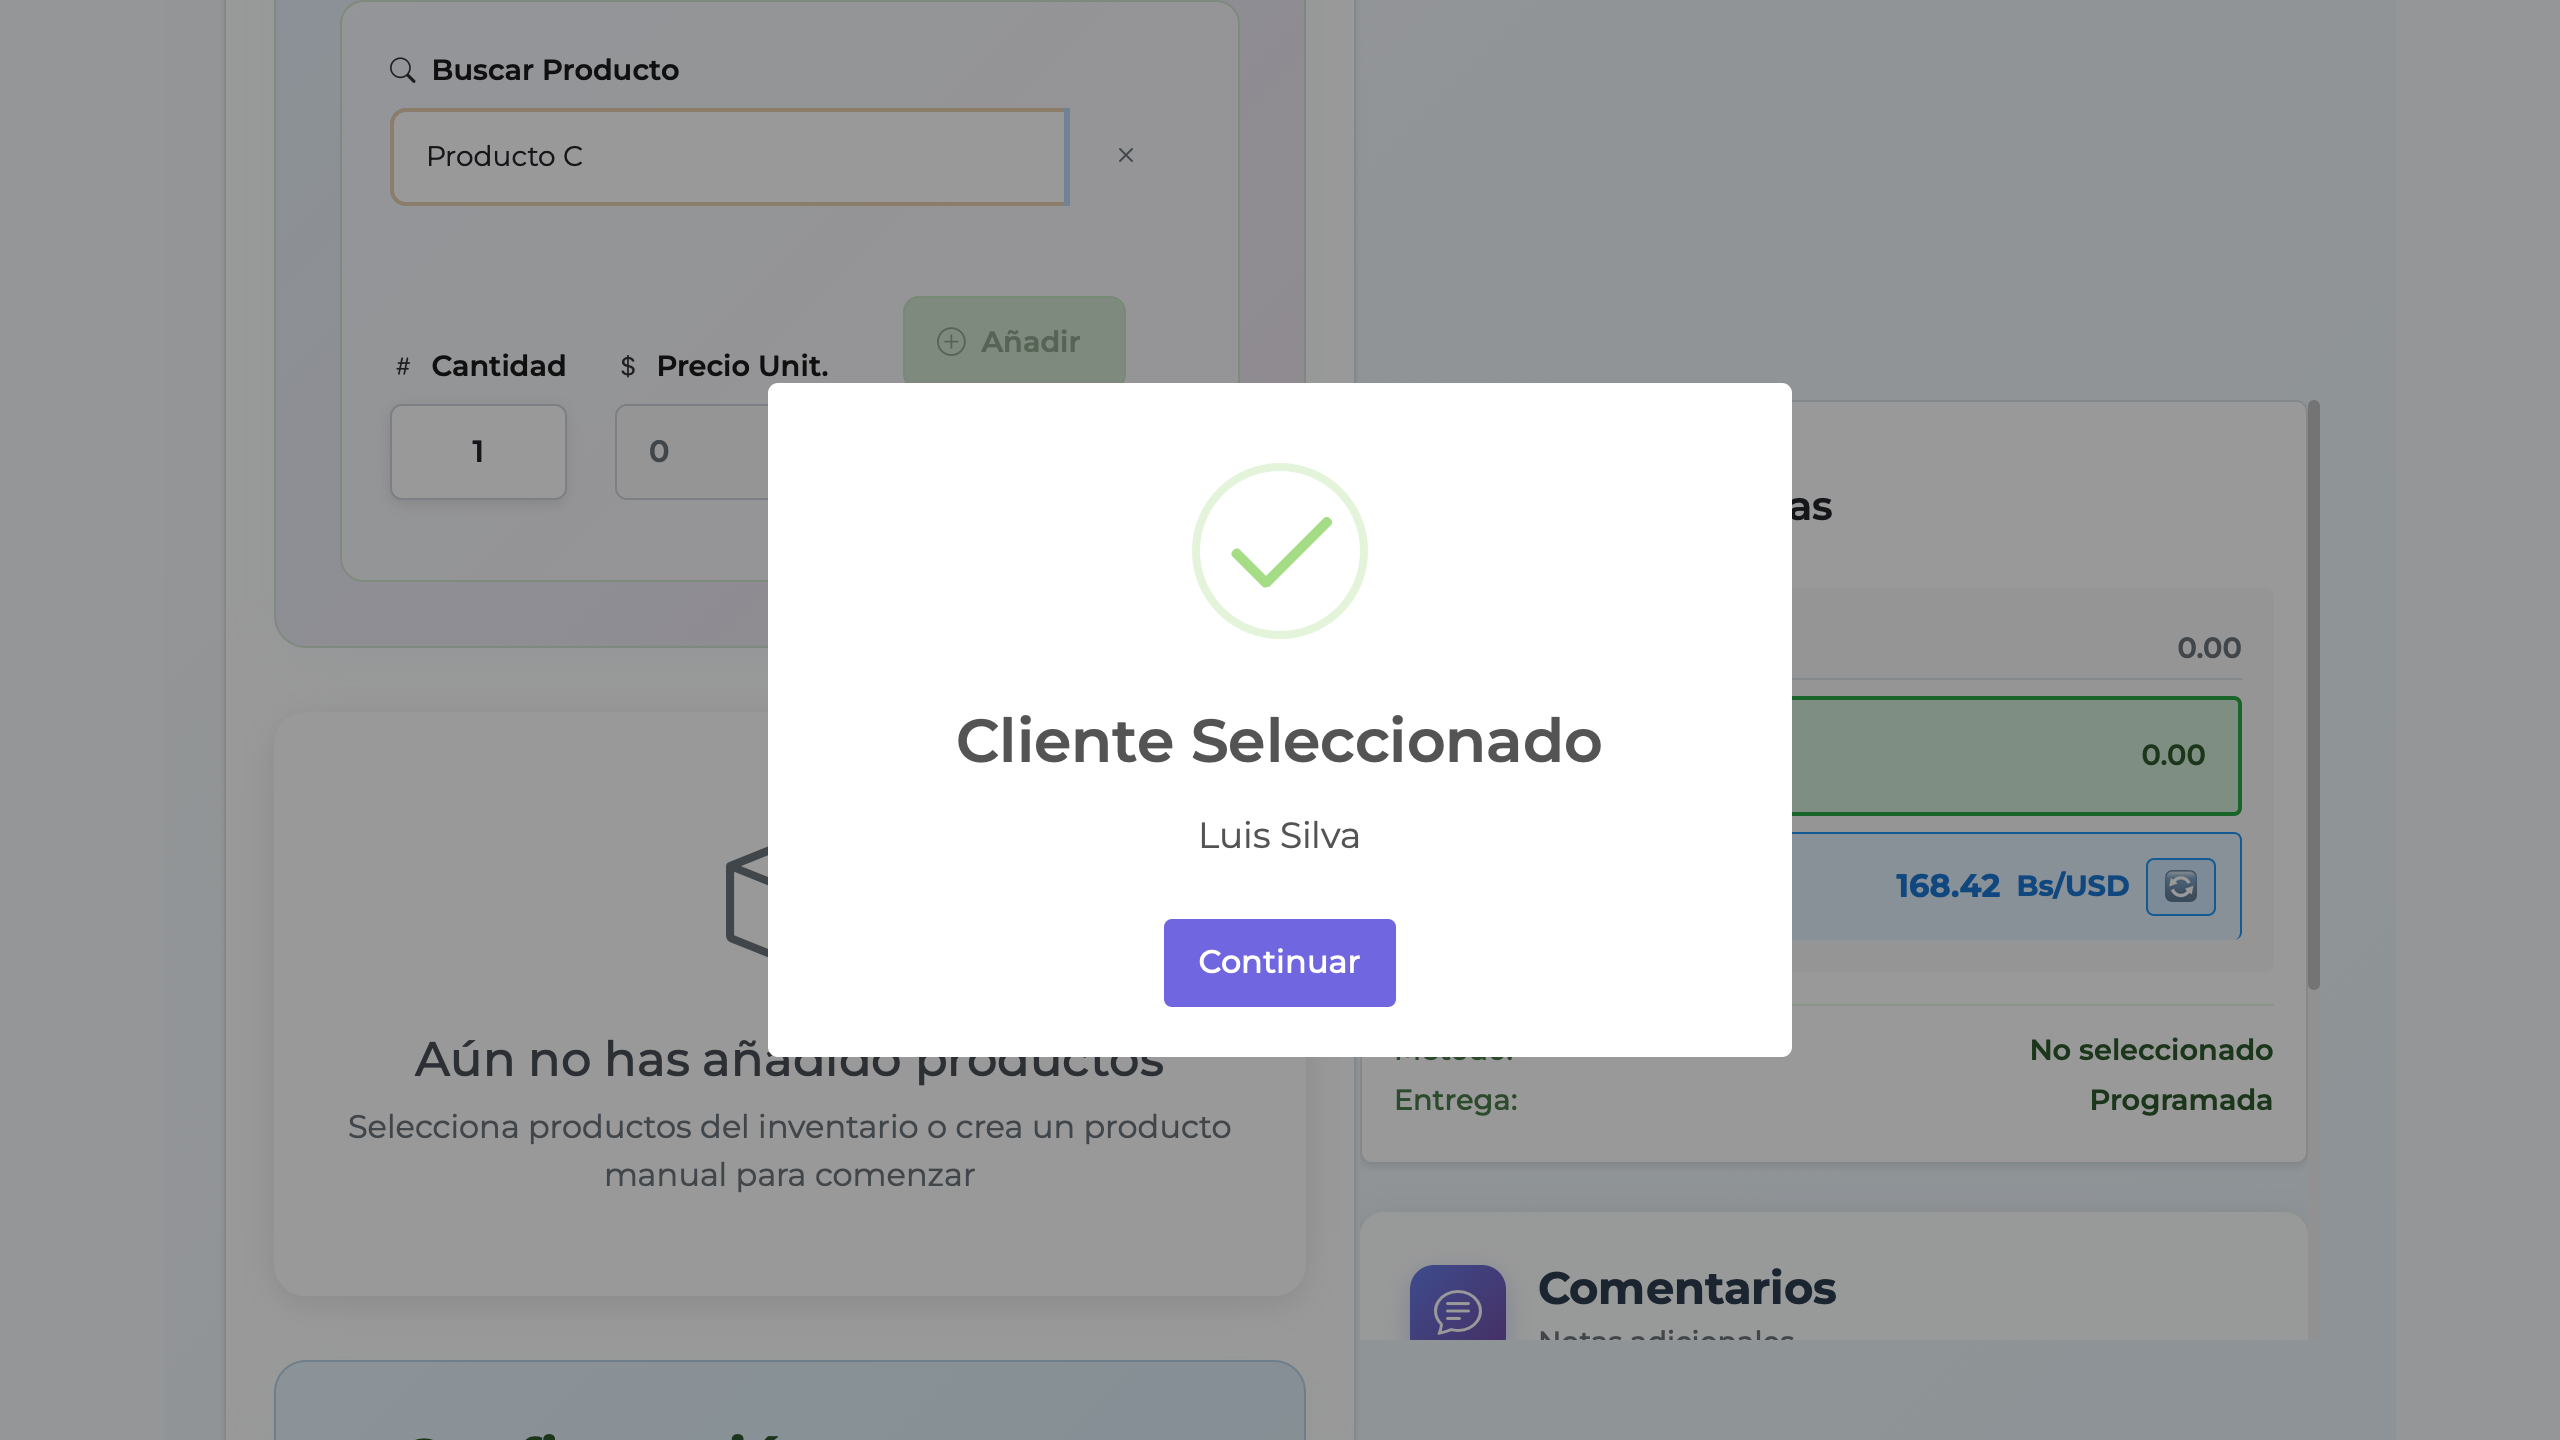 Buscar Producto
Producto C
×
Añadir
# Cantidad
$ Precio Unit.
1
0
as
0.00
0.00
168.42 Bs/USD
Cliente Seleccionado
Luis Silva
Continuar
Aún no has añadido productos
Selecciona productos del inventario o crea un producto
manual para comenzar
No seleccionado
Entrega:
Programada
Comentarios
Notas adicionales